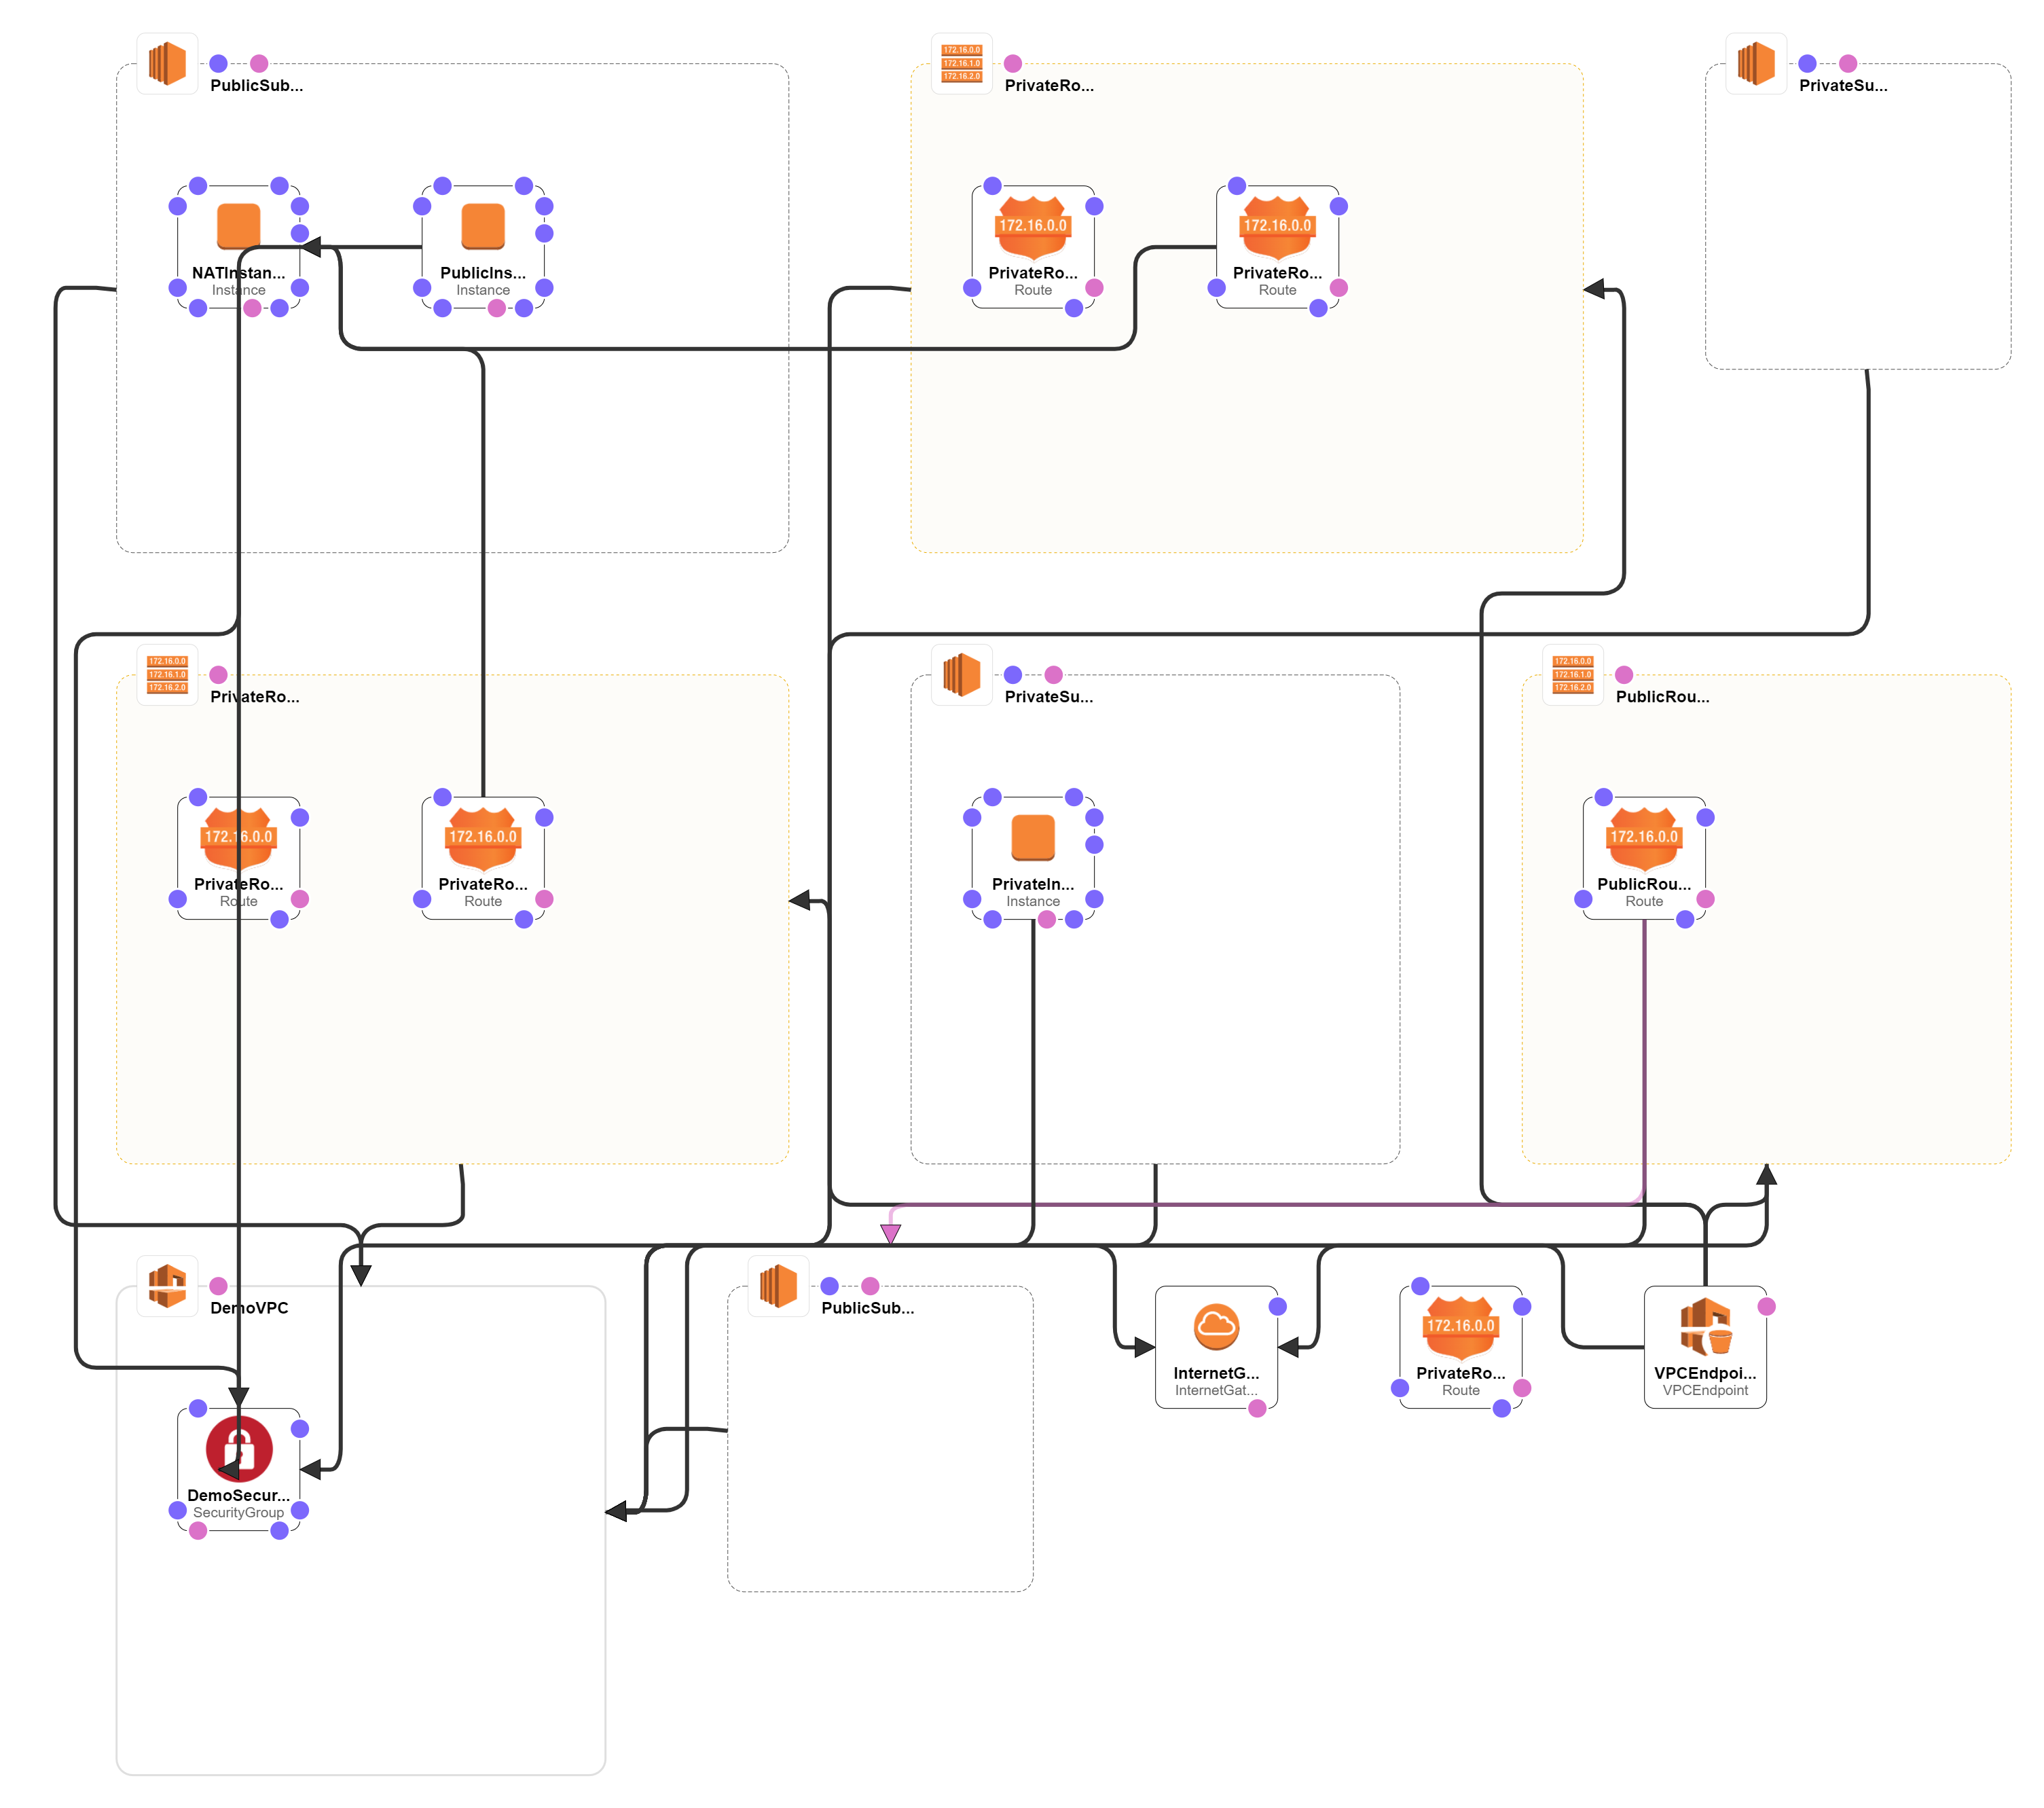 PublicSub...
172.16.0.0
172.16.1.0
172.16.2.0
PrivateRo...
PrivateSu...
NATInstan...
Instance
PublicIns...
Instance
172.16.0.0
PrivateRo...
Route
172.16.0.0
PrivateRo...
Route
172.16.0.0
172.16.1.0
172.16.2.0
PrivateRo...
PrivateSu...
172.16.0.0
172.16.1.0
172.16.2.0
PublicRou...
172.16.0.0
PrivateRo...
Route
172.16.0.0
PrivateRo...
Route
PrivateIn...
Instance
172.16.0.0
PublicRou...
Route
DemoVPC
PublicSub...
InternetG...
InternetGat...
172.16.0.0
PrivateRo...
Route
VPCEndpoi...
VPCEndpoint
DemoSecur...
SecurityGroup